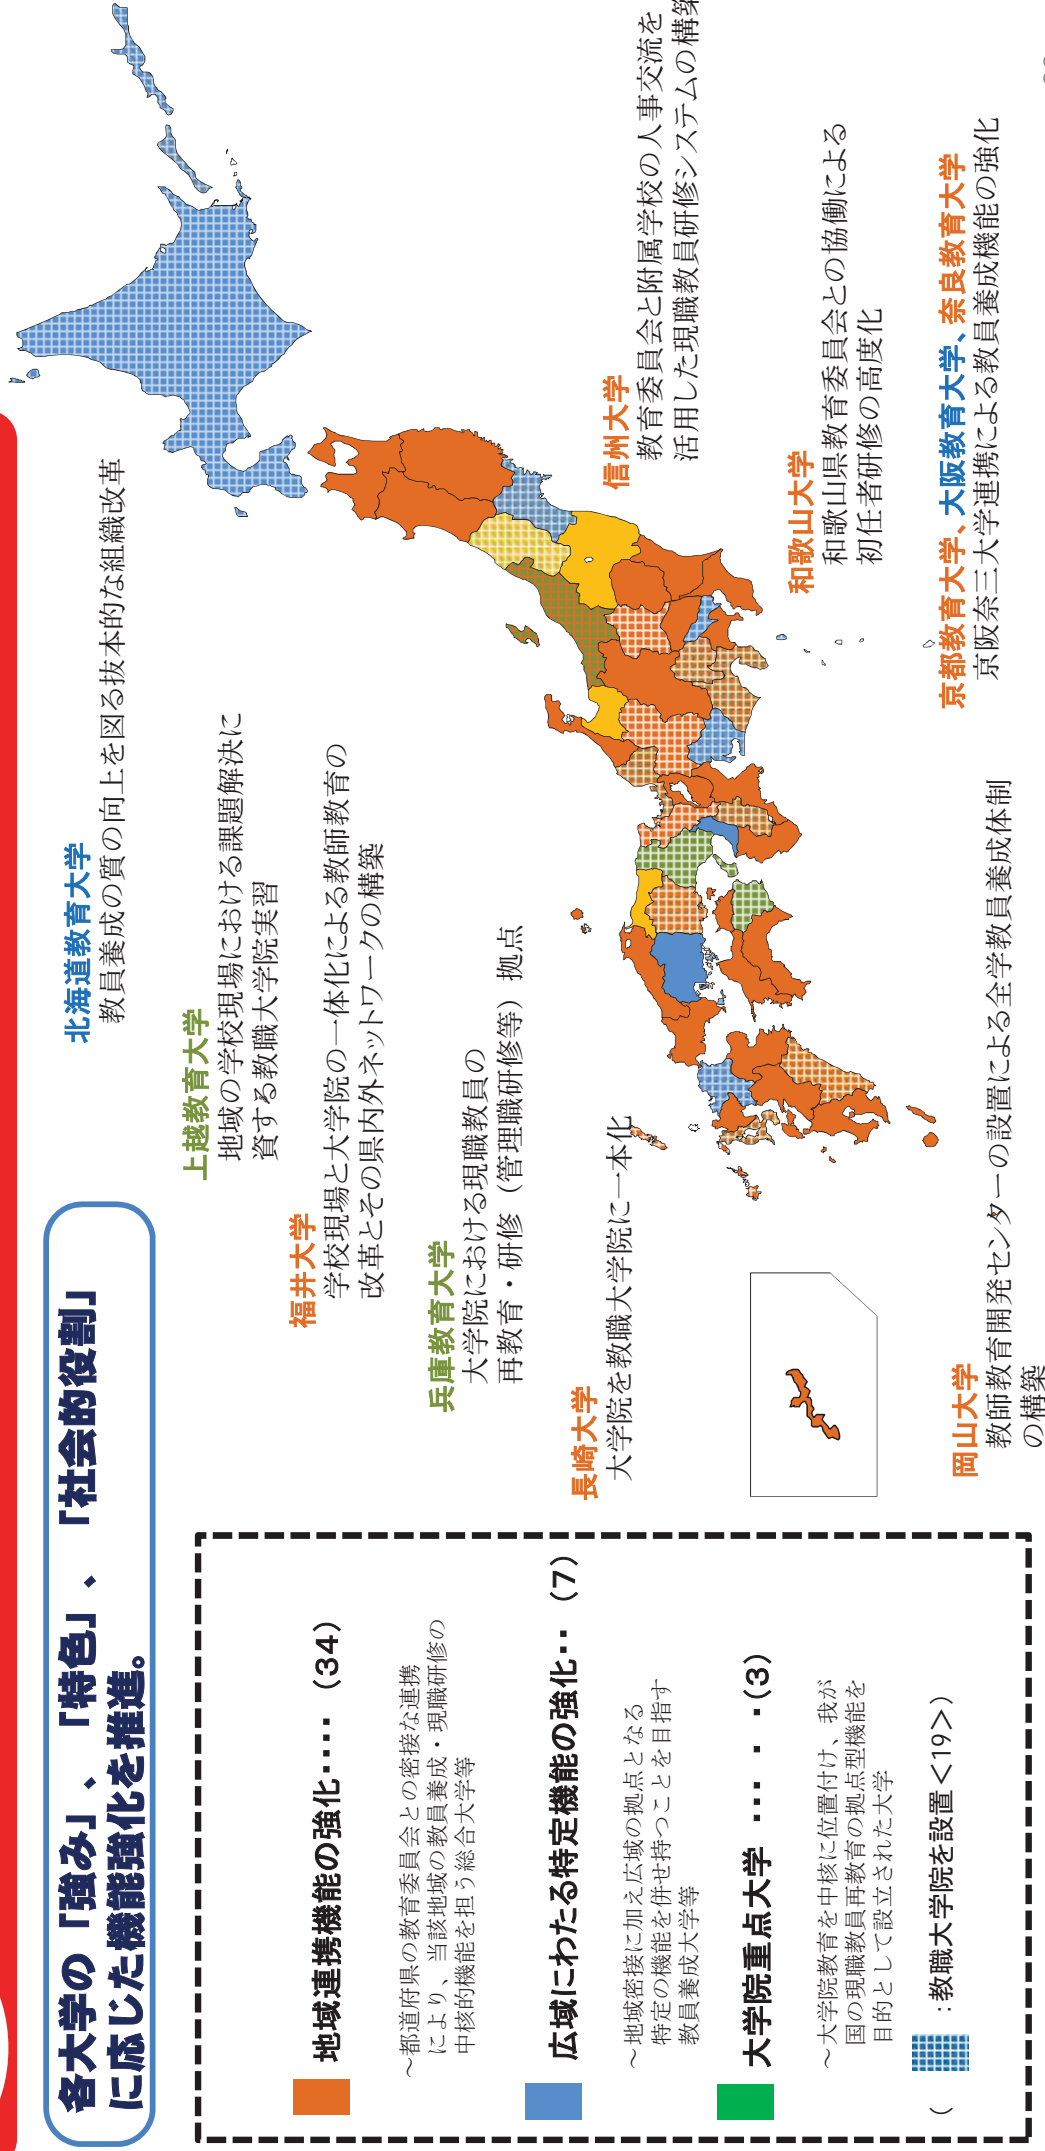 各大学の「強み」、「特色」、「社会的役割」
に応じた機能強化を推進。
地域連携機能の強化････（34）
～都道府県の教育委員会との密接な連携
により、当該地域の教員養成・現職研修の
中核的機能を担う総合大学等
広域にわたる特定機能の強化･･（7）
～地域密接に加え広域の拠点となる
特定の機能を併せ持つことを目指す
教員養成大学等
大学院重点大学 ････ ･ ･(3)
～大学院教育を中核に位置付け、我が
国の現職教員再教育の拠点型機能を
目的として設立された大学
（ ：教職大学院を設置＜19＞）
北海道教育大学
教員養成の質の向上を図る抜本的な組織改革
上越教育大学
地域の学校現場における課題解決に
資する教職大学院実習
福井大学
学校現場と大学院の一体化による教師教育の
改革とその県内外ネットワークの構築
兵庫教育大学
大学院における現職教員の
再教育・研修（管理職研修等）拠点
長崎大学
大学院を教職大学院に一本化
信州大学
教育委員会と附属学校の人事交流を
活用した現職教員研修システムの構築
和歌山大学
和歌山県教育委員会との協働による
初任者研修の高度化
京都教育大学、大阪教育大学、奈良教育大学
京阪奈三大学連携による教員養成機能の強化
岡山大学
教師教育開発センターの設置による全学教員養成体制
の構築